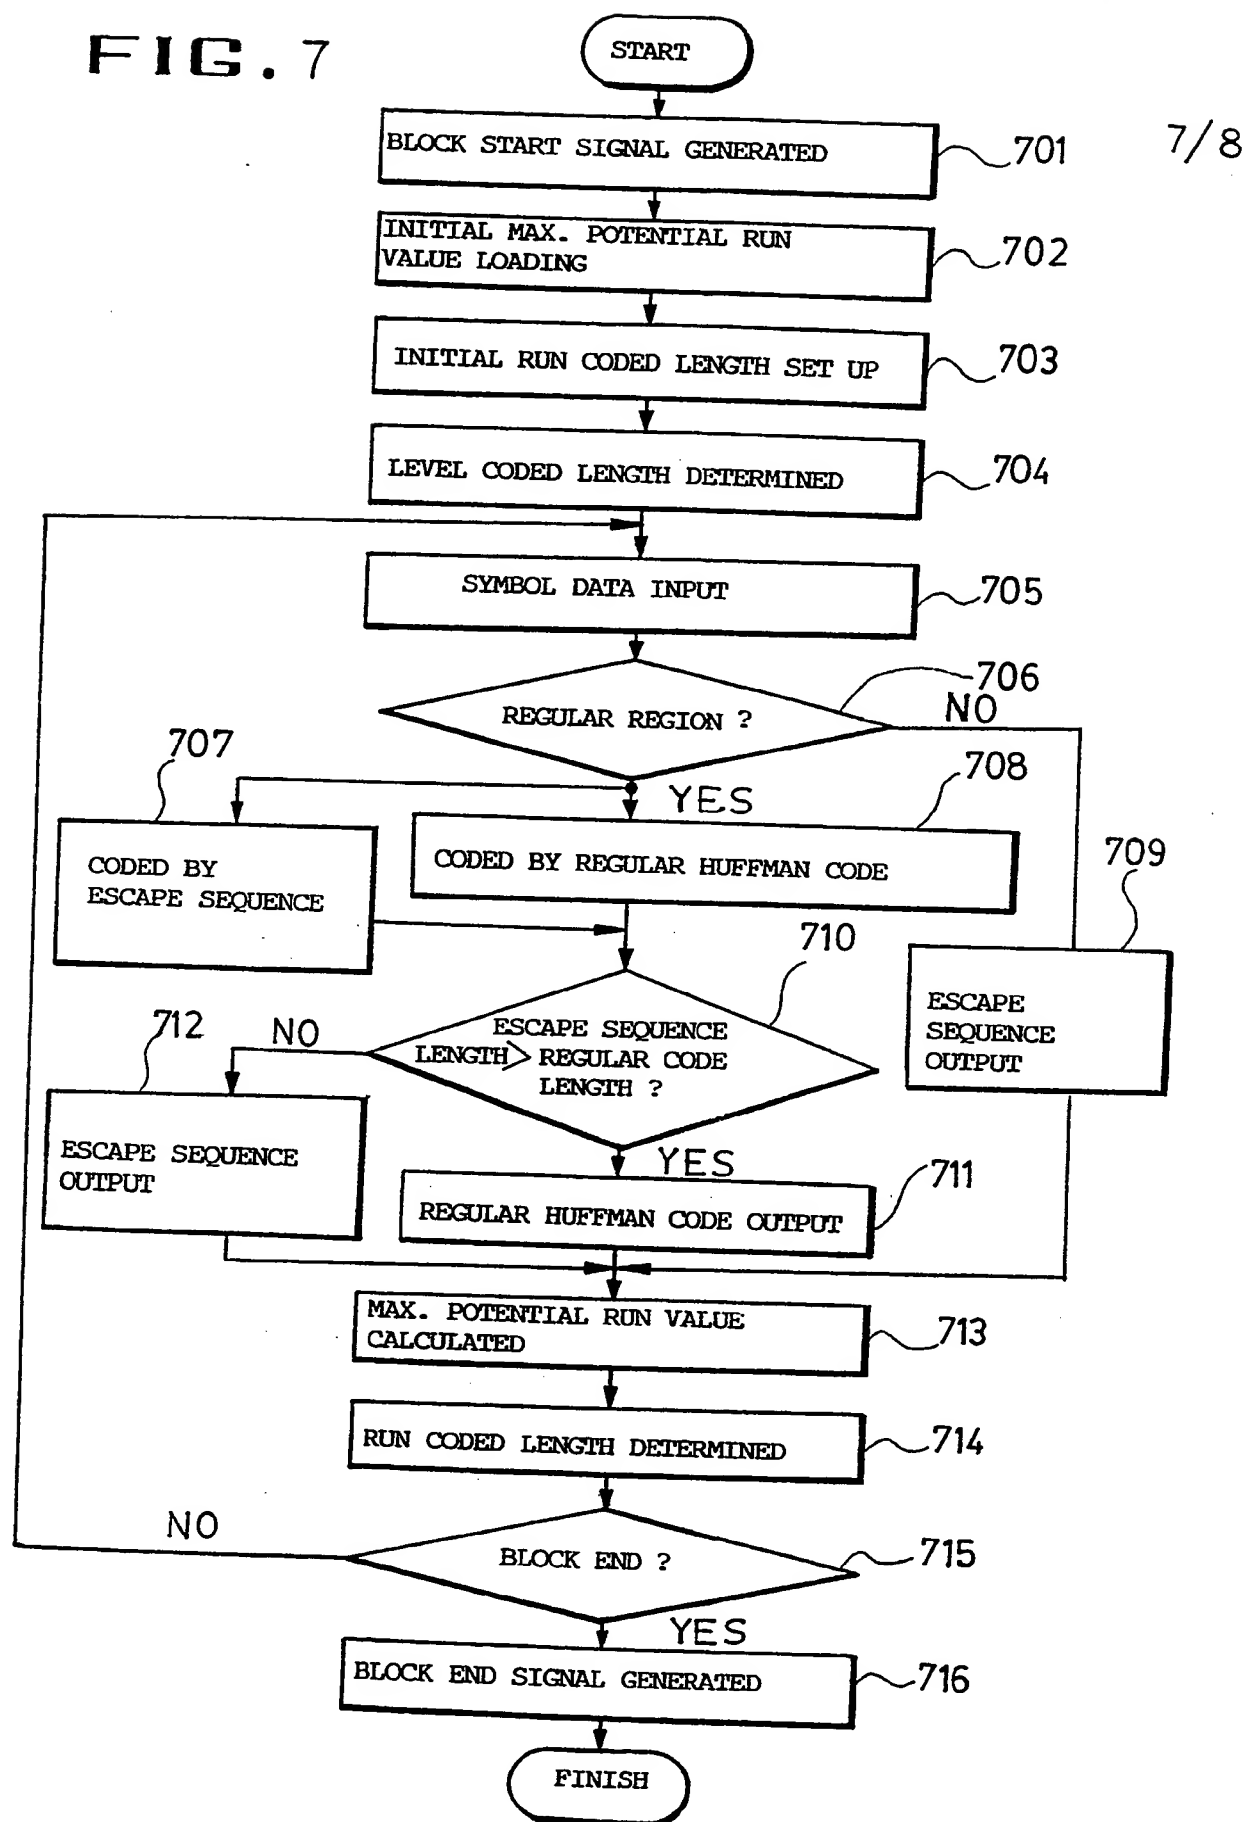 FIG. 7
7/8
START
BLOCK START SIGNAL GENERATED
701
INITIAL MAX. POTENTIAL RUN
VALUE LOADING
702
INITIAL RUN CODED LENGTH SET UP
703
LEVEL CODED LENGTH DETERMINED
704
SYMBOL DATA INPUT
705
REGULAR REGION ?
706
NO
YES
707
CODED BY
ESCAPE SEQUENCE
708
CODED BY REGULAR HUFFMAN CODE
709
ESCAPE
SEQUENCE
OUTPUT
710
ESCAPE SEQUENCE
LENGTH > REGULAR CODE
LENGTH ?
NO
YES
712
ESCAPE SEQUENCE
OUTPUT
711
REGULAR HUFFMAN CODE OUTPUT
MAX. POTENTIAL RUN VALUE
CALCULATED
713
RUN CODED LENGTH DETERMINED
714
NO
BLOCK END ?
715
YES
BLOCK END SIGNAL GENERATED
716
FINISH